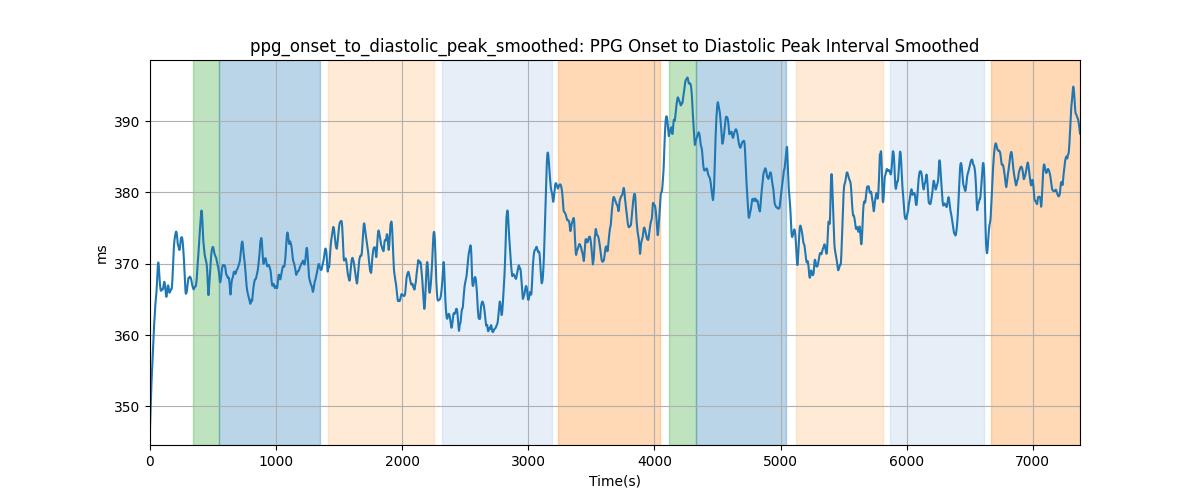 ppg_onset_to_diastolic_peak_smoothed: PPG Onset to Diastolic Peak Interval Smoothed
390
380
370
360
350
ms
0 1000 2000 3000 4000 5000 6000 7000
Time(s)